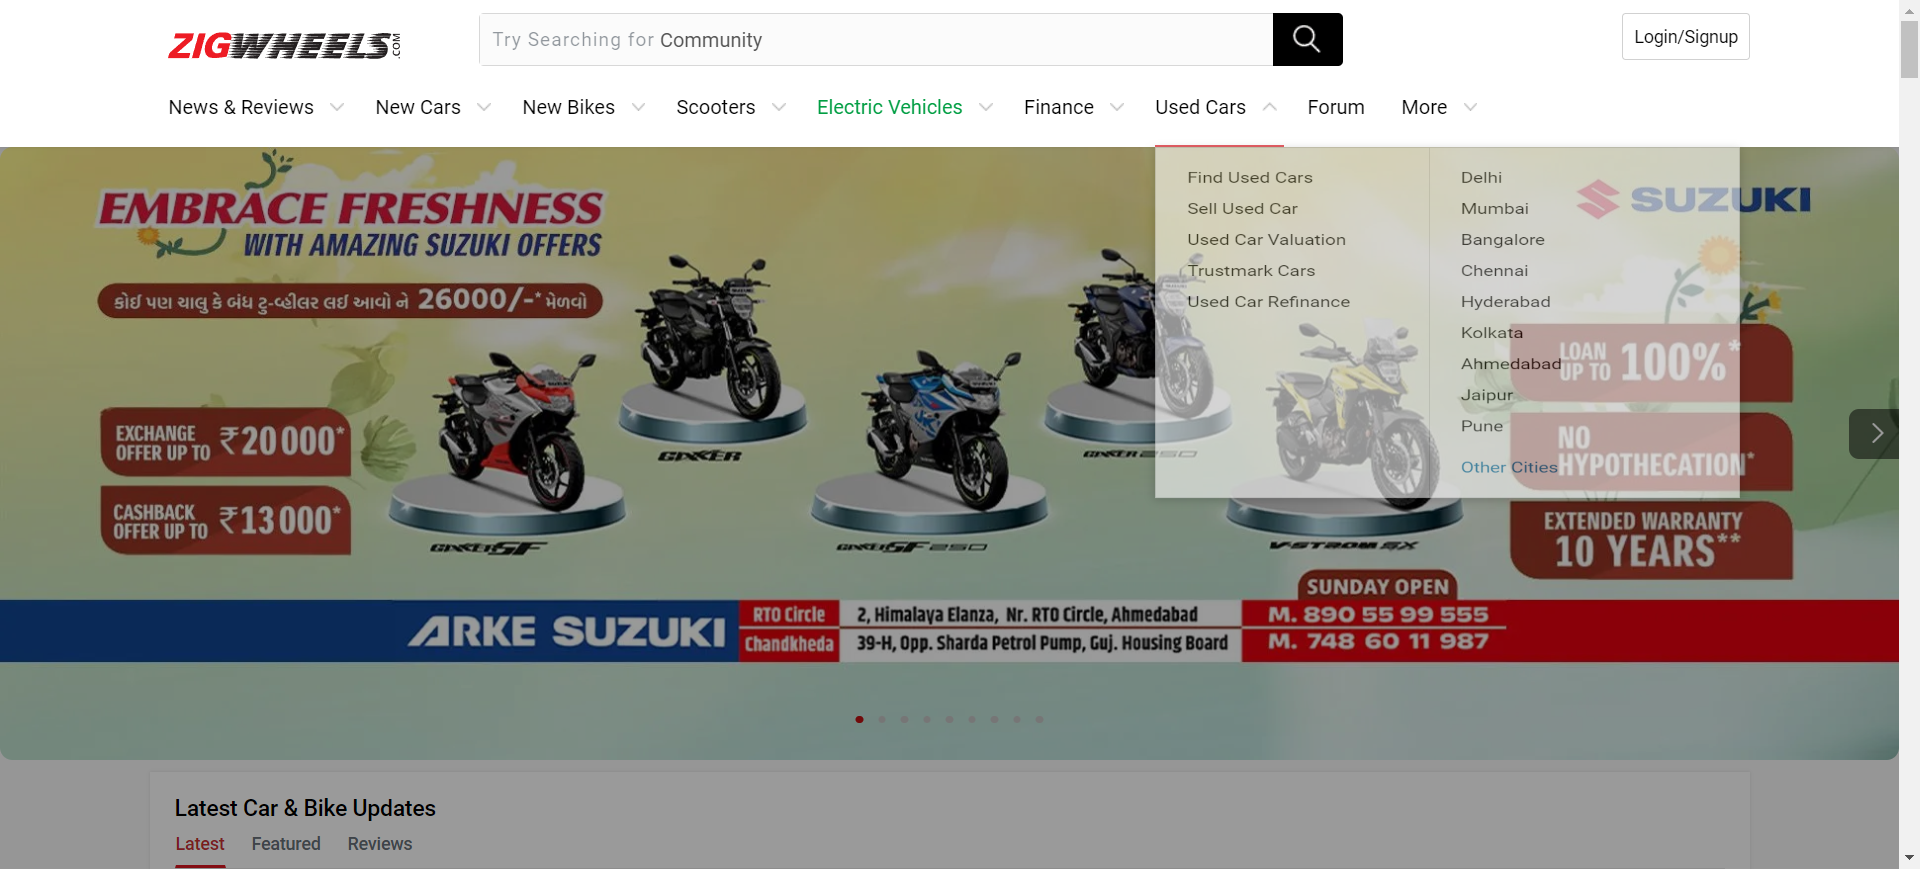 ZIGWHEELS.COM
Try Searching for Community
Login/Signup
News & Reviews
New Cars
New Bikes
Scooters
Electric Vehicles
Finance
Used Cars
Forum
More
Find Used Cars
Sell Used Car
Used Car Valuation
Trustmark Cars
Used Car Refinance
Delhi
Mumbai
Bangalore
Chennai
Hyderabad
Kolkata
Ahmedabad
Jaipur
Pune
Other Cities
EMBRACE FRESHNESS
WITH AMAZING SUZUKI OFFERS
કોઈ પણ ચાલુ કે બંધ ટુ-વ્હીલર લઈ આવો ને 26000/-* મેળવો
EXCHANGE
OFFER UP TO ₹20000*
CASHBACK
OFFER UP TO ₹13000*
GIXXER SF
GIXXER
GIXXER SF 250
GIXXER 250
V-STROM SX
SUZUKI
LOAN
UP TO 100%*
NO
HYPOTHECATION*
EXTENDED WARRANTY
10 YEARS**
SUNDAY OPEN
ARKE SUZUKI
RTO Circle
2, Himalaya Elanza, Nr. RTO Circle, Ahmedabad
M. 890 55 99 555
Chandkheda
39-H, Opp. Sharda Petrol Pump, Guj. Housing Board
M. 748 60 11 987
Latest Car & Bike Updates
Latest
Featured
Reviews